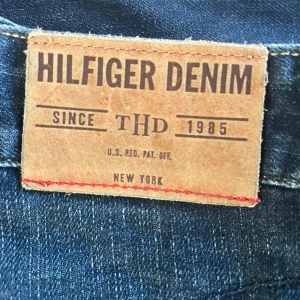 HILFIGER DENIM
SINCE THD 1985
U.S. REG. PAT. OFF.
NEW YORK